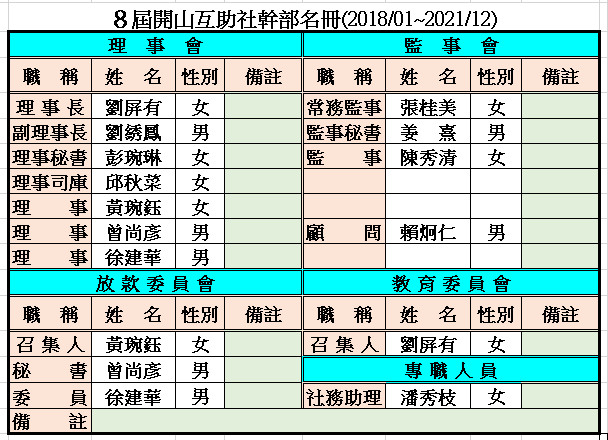 8屆開山互助社幹部名冊(2018/01~2021/12)
理事會 監事會
職稱 姓名 性別 備註 職稱 姓名 性別 備註
理事長 劉屏有 女 常務監事 張桂美 女
副理事長 劉綉鳳 男 監事秘書 姜熹 男
理事秘書 彭琬琳 女 監事 陳秀清 女
理事司庫 邱秋菜 女
理事 黃琬鈺 女
理事 曾尚彥 男 顧問 賴炯仁 男
理事 徐建華 男
放款委員會 教育委員會
職稱 姓名 性別 備註 職稱 姓名 性別 備註
召集人 黃琬鈺 女 召集人 劉屏有 女
秘書 曾尚彥 男 專職人員
委員 徐建華 男 社務助理 潘秀枝 女
備註